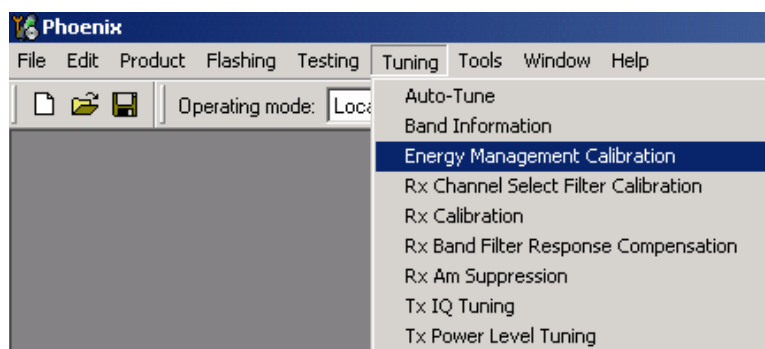 Phoenix
File Edit Product Flashing Testing Tuning Tools Window Help
Operating mode: Loca
Auto-Tune
Band Information
Energy Management Calibration
Rx Channel Select Filter Calibration
Rx Calibration
Rx Band Filter Response Compensation
Rx Am Suppression
Tx IQ Tuning
Tx Power Level Tuning